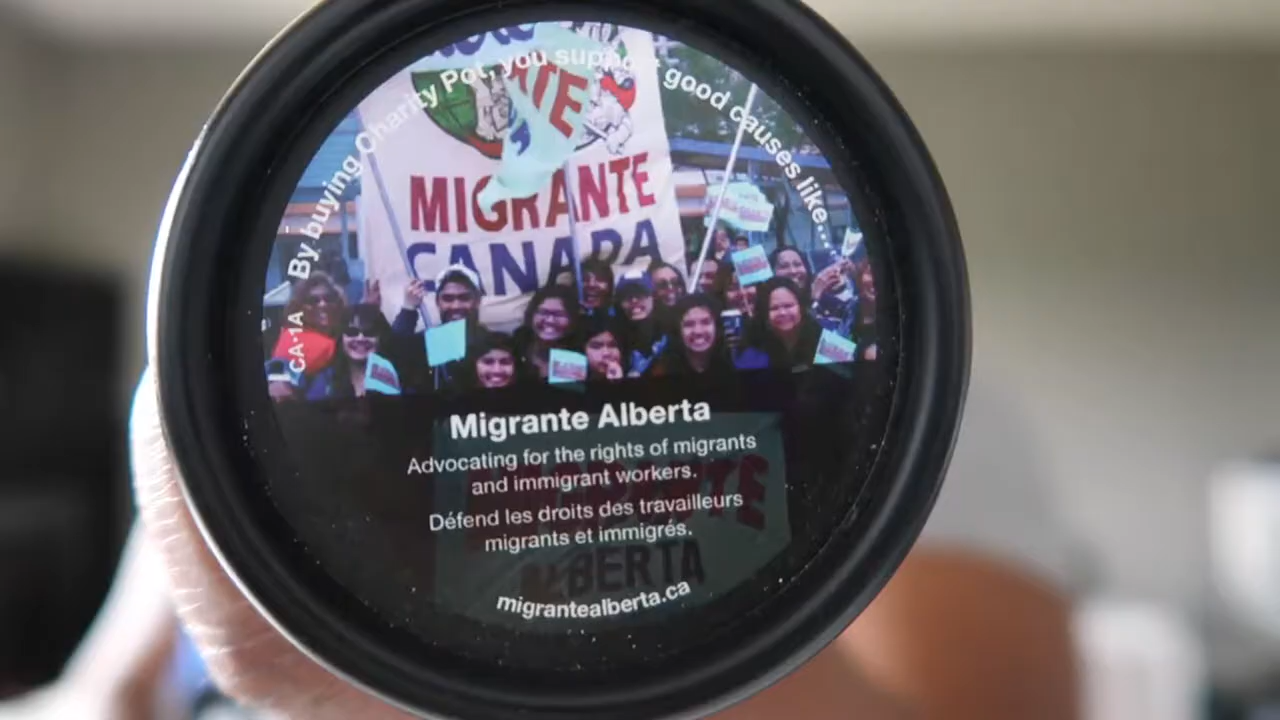 CA-1A By buying Charity Pot, you support good causes like...
MIGRANTE
CANADA
Migrante Alberta
Advocating for the rights of migrants
and immigrant workers.
Défend les droits des travailleurs
migrants et immigrés.
ALBERTA
migrantealberta.ca